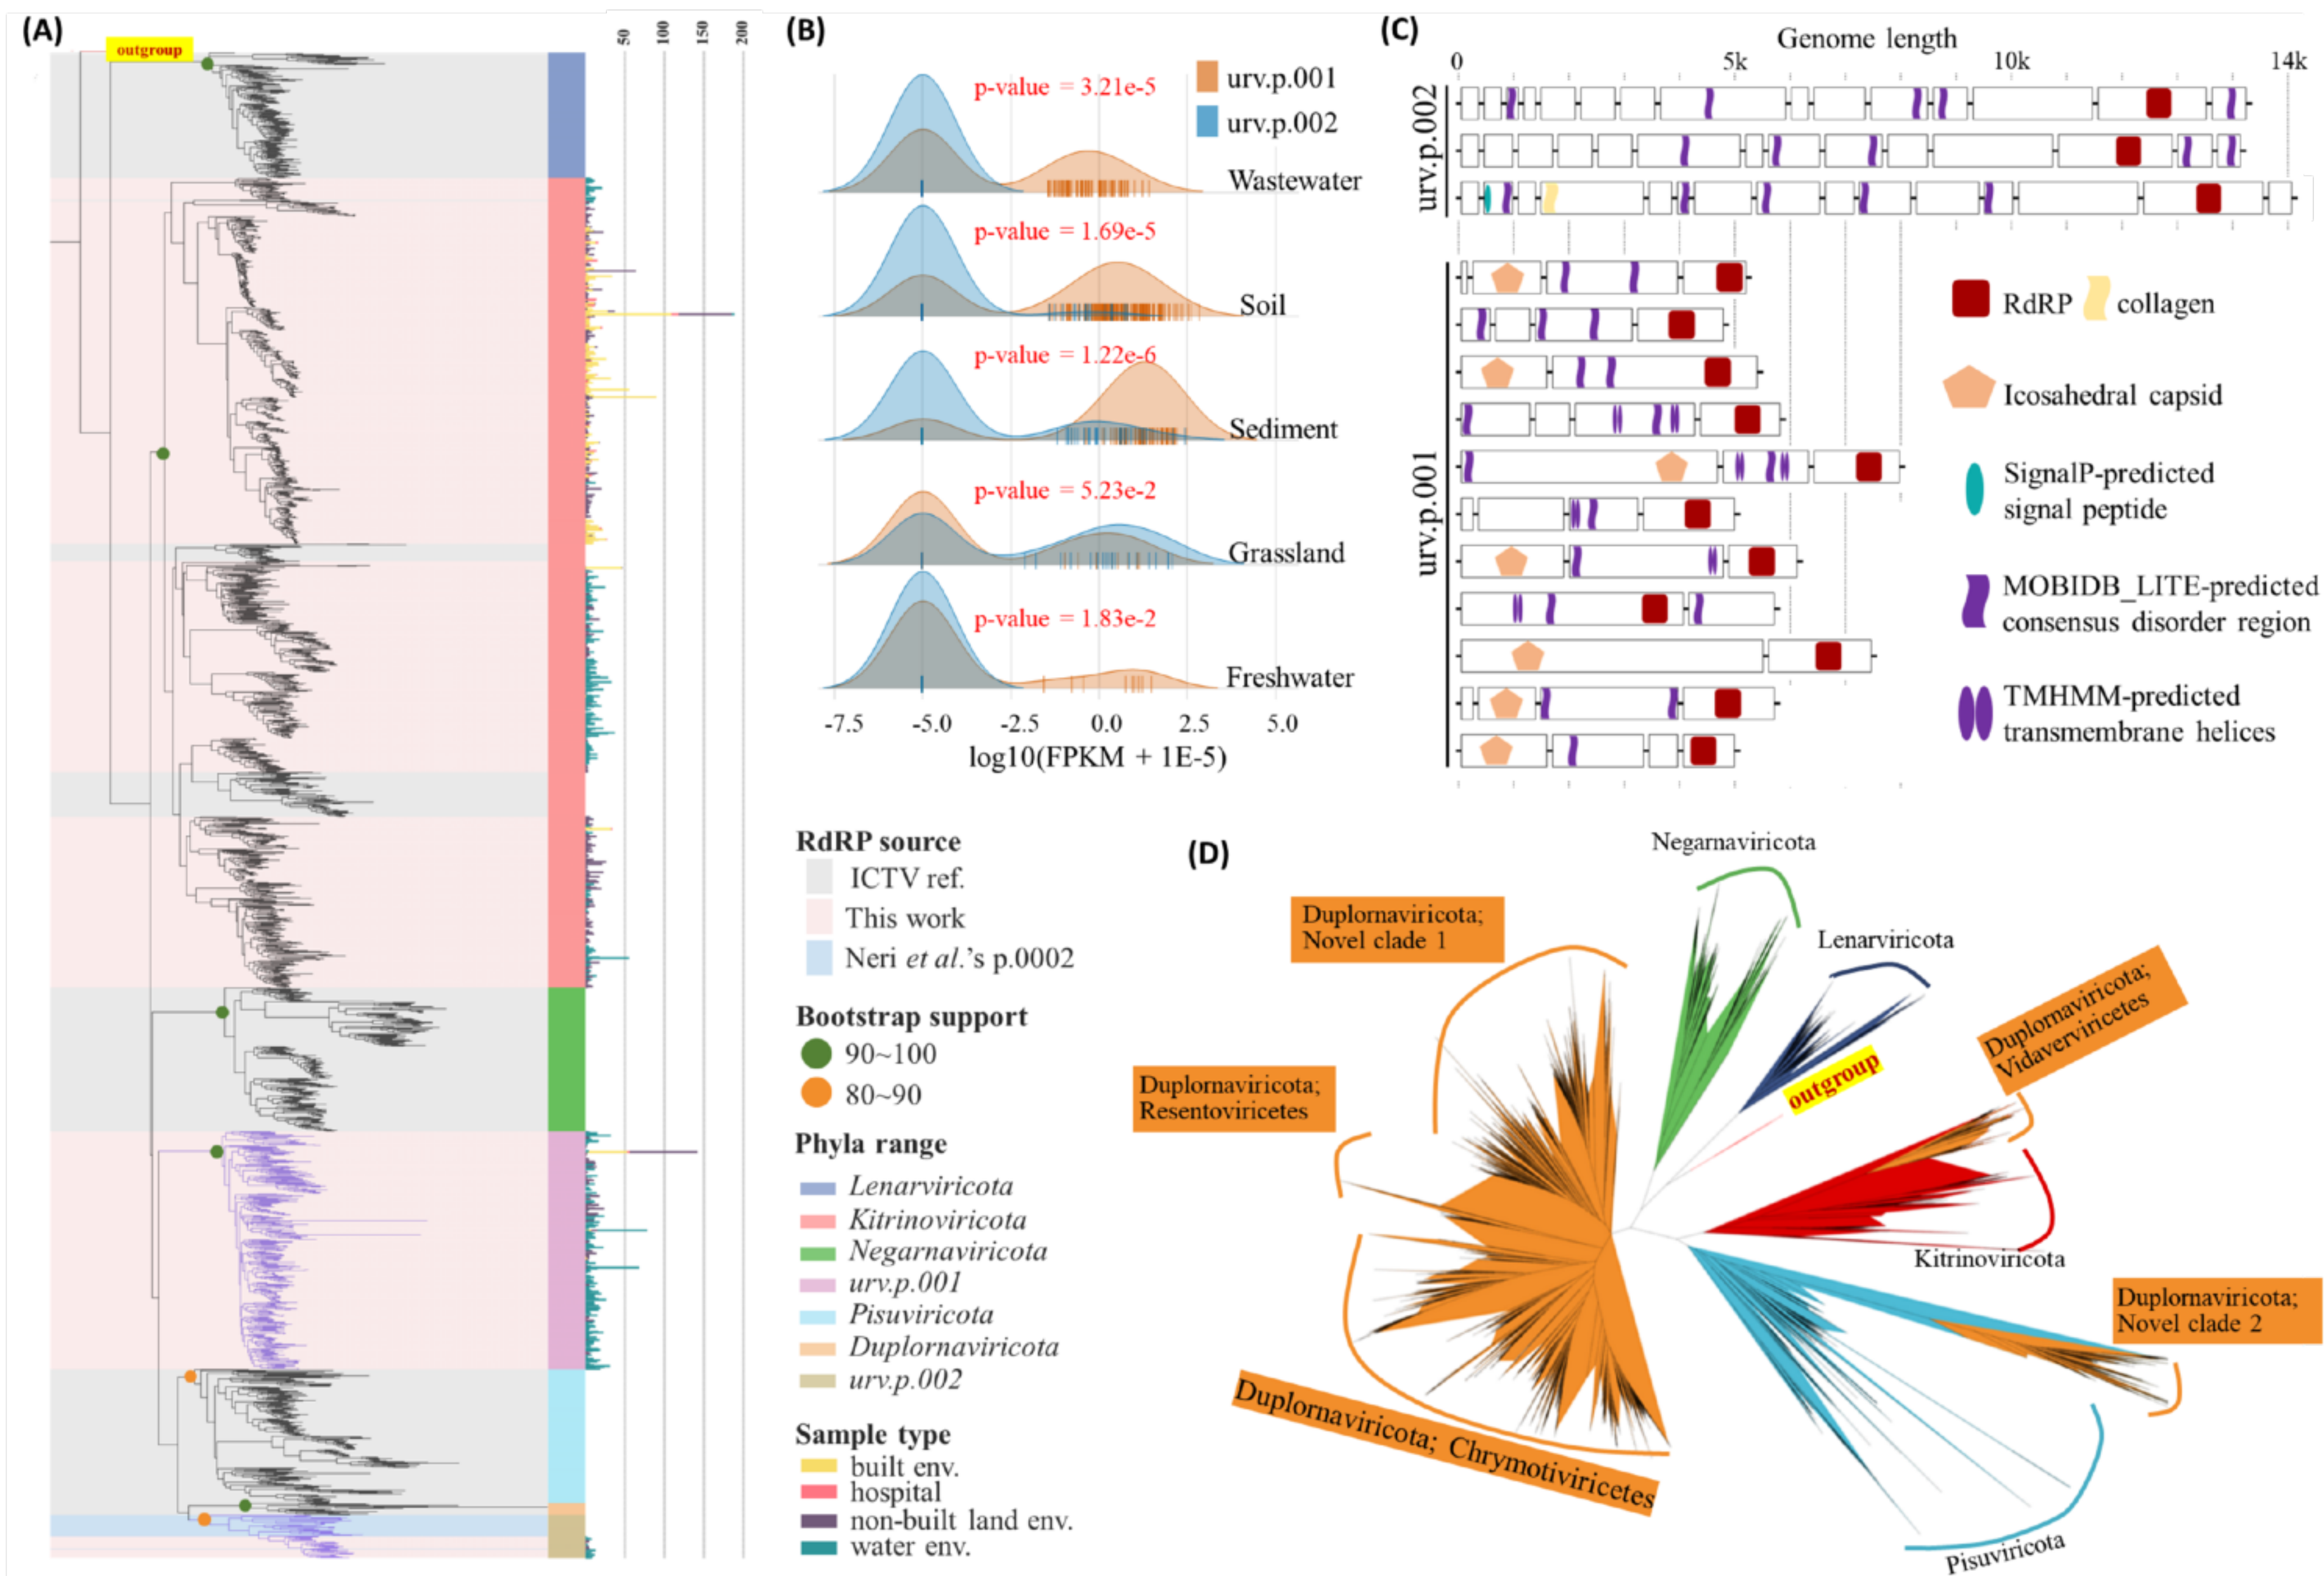 (A)
outgroup
50
100
150
200
(B)
urv.p.001
urv.p.002
p-value = 3.21e-5
Wastewater
p-value = 1.69e-5
Soil
p-value = 1.22e-6
Sediment
p-value = 5.23e-2
Grassland
p-value = 1.83e-2
Freshwater
-7.5 -5.0 -2.5 0.0 2.5 5.0
log10(FPKM + 1E-5)
(C)
Genome length
0 5k 10k 14k
urv.p.002
urv.p.001
RdRP collagen
Icosahedral capsid
SignalP-predicted
signal peptide
MOBIDB_LITE-predicted
consensus disorder region
TMHMM-predicted
transmembrane helices
RdRP source
ICTV ref.
This work
Neri et al.'s p.0002
Bootstrap support
90~100
80~90
Phyla range
Lenarviricota
Kitrinoviricota
Negarnaviricota
urv.p.001
Pisuviricota
Duplornaviricota
urv.p.002
Sample type
built env.
hospital
non-built land env.
water env.
(D)
Negarnaviricota
Duplornaviricota;
Novel clade 1
Lenarviricota
Duplornaviricota;
Vidaverviricetes
outgroup
Duplornaviricota;
Resentoviricetes
Kitrinoviricota
Duplornaviricota;
Novel clade 2
Duplornaviricota; Chrymotiviricetes
Pisuviricota